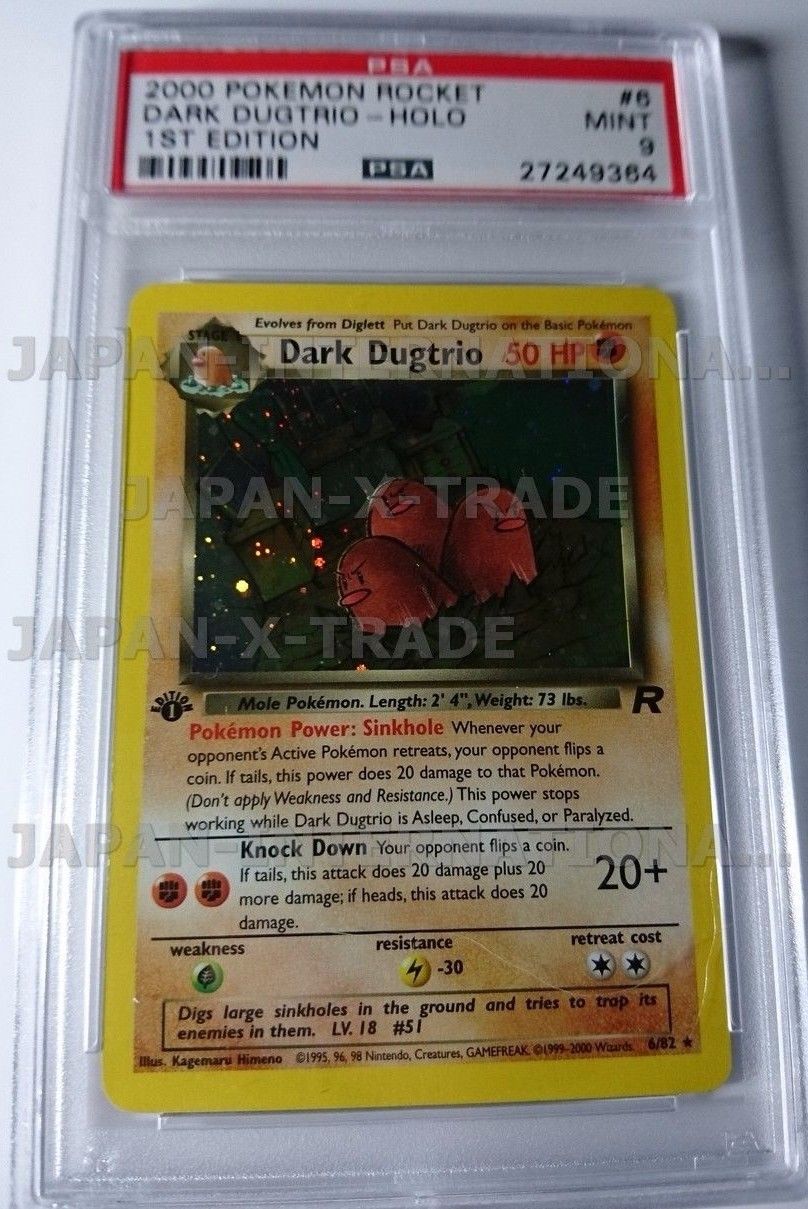 PSA
2000 POKEMON ROCKET #6
DARK DUGTRIO - HOLO MINT
1ST EDITION 9
PSA 27249364
Evolves from Diglett Put Dark Dugtrio on the Basic Pokémon
STAGE 1
Dark Dugtrio 50 HP
JAPAN-INTERNATIONA...
JAPAN-X-TRADE
JAPAN-X-TRADE
EDITION 1
Mole Pokémon. Length: 2' 4", Weight: 73 lbs. R
Pokémon Power: Sinkhole Whenever your
opponent's Active Pokémon retreats, your opponent flips a
coin. If tails, this power does 20 damage to that Pokémon.
(Don't apply Weakness and Resistance.) This power stops
working while Dark Dugtrio is Asleep, Confused, or Paralyzed.
JAPAN-INTERNATIONA...
Knock Down Your opponent flips a coin.
If tails, this attack does 20 damage plus 20 20+
more damage; if heads, this attack does 20
damage.
weakness resistance retreat cost
-30
Digs large sinkholes in the ground and tries to trap its
enemies in them. LV. 18 #51
Illus. Kagemaru Himeno ©1995, 96, 98 Nintendo, Creatures, GAMEFREAK. ©1999-2000 Wizards. 6/82 ★